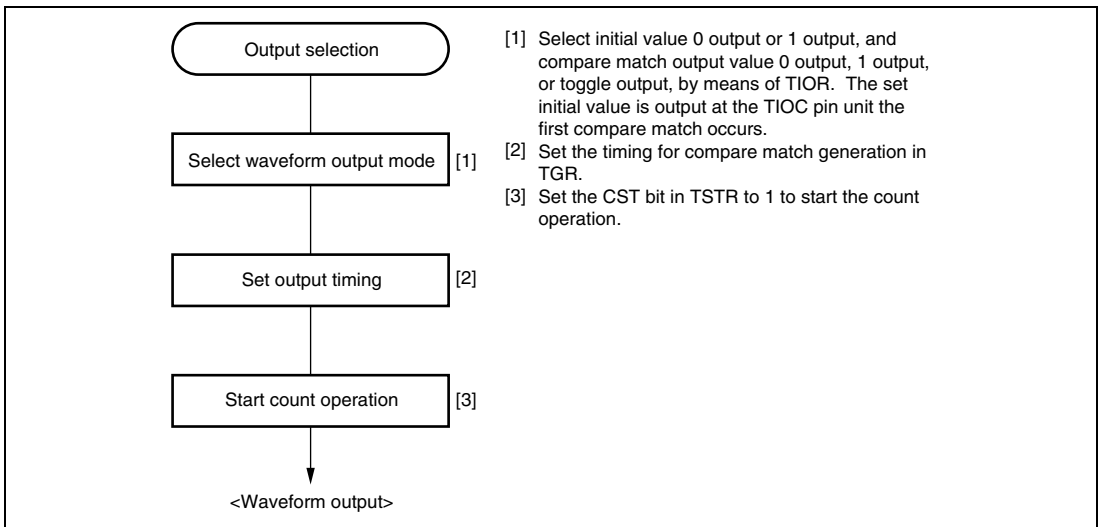 Output selection
Select waveform output mode [1]
Set output timing [2]
Start count operation [3]
<Waveform output>
[1] Select initial value 0 output or 1 output, and
compare match output value 0 output, 1 output,
or toggle output, by means of TIOR. The set
initial value is output at the TIOC pin unit the
first compare match occurs.
[2] Set the timing for compare match generation in
TGR.
[3] Set the CST bit in TSTR to 1 to start the count
operation.